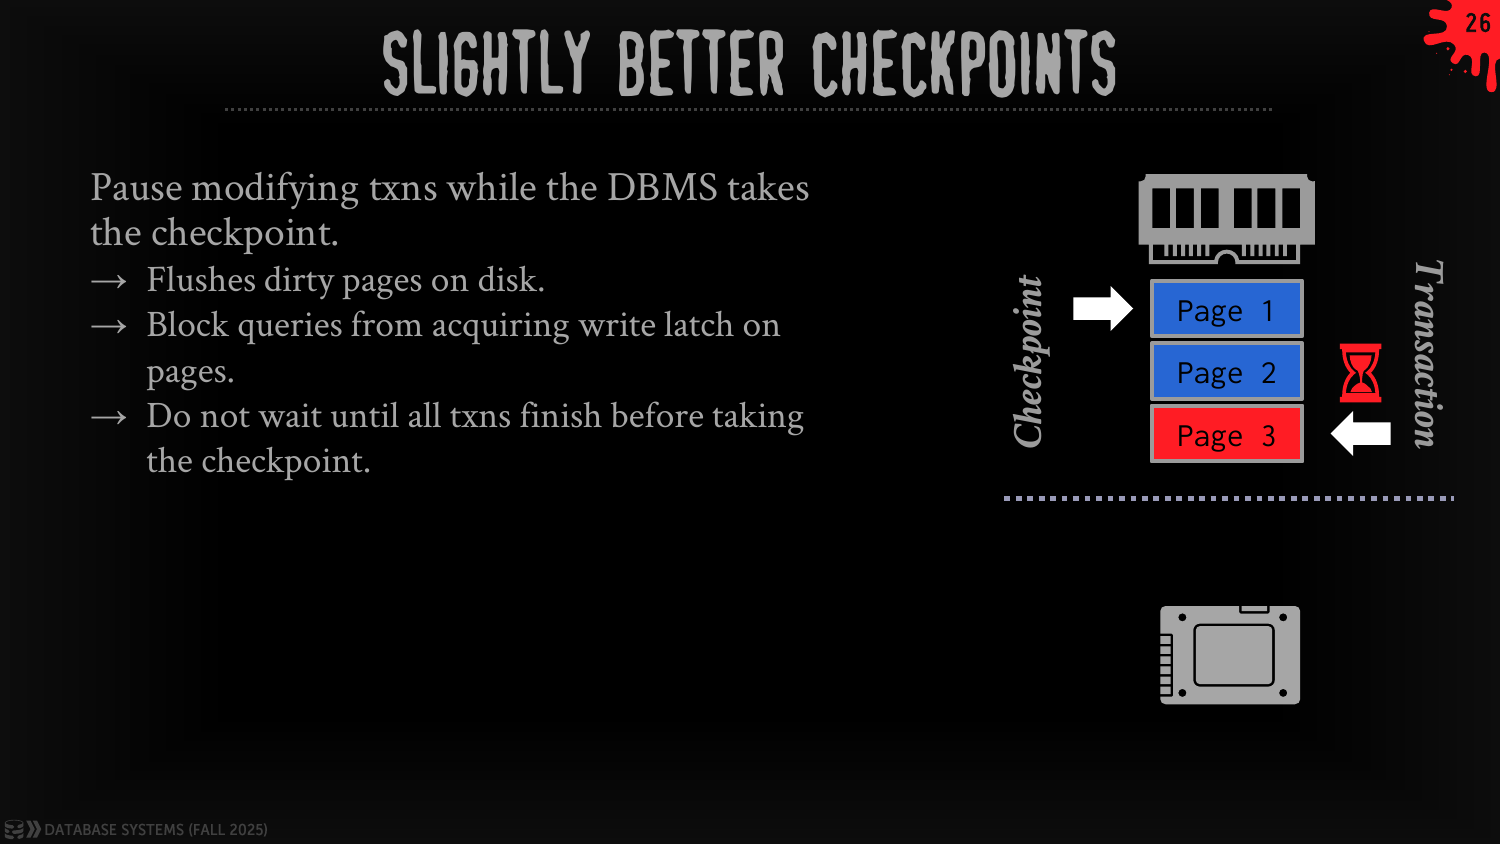 26
SLIGHTLY BETTER CHECKPOINTS
Pause modifying txns while the DBMS takes
the checkpoint.
→ Flushes dirty pages on disk.
→ Block queries from acquiring write latch on
pages.
→ Do not wait until all txns finish before taking
the checkpoint.
Checkpoint
Page 1
Page 2
Page 3
Transaction
DATABASE SYSTEMS (FALL 2025)